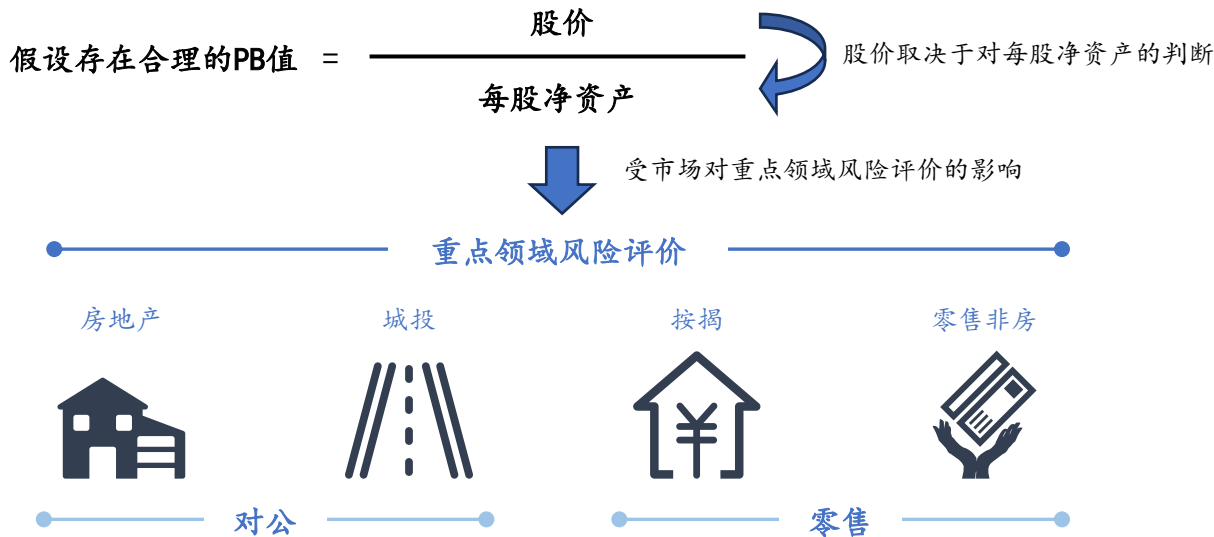 股价
假设存在合理的PB值 =
股价取决于对每股净资产的判断
每股净资产
受市场对重点领域风险评价的影响
重点领域风险评价
房地产 城投 按揭 零售非房
¥
对公 零售